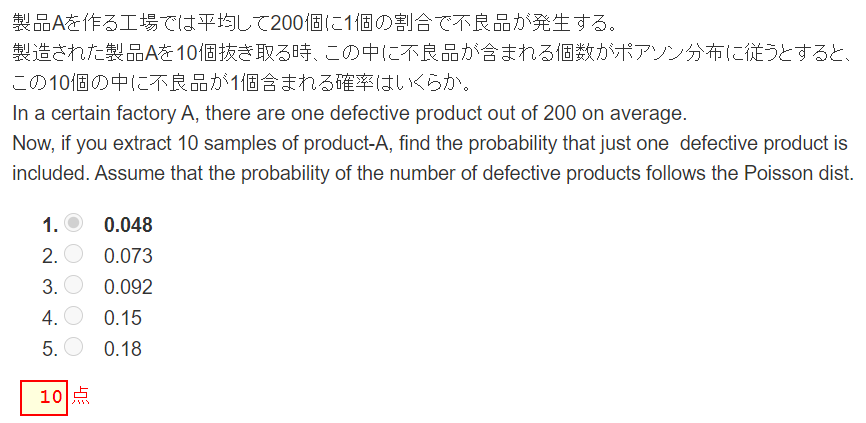 製品Aを作る工場では平均して200個に1個の割合で不良品が発生する。
製造された製品Aを10個抜き取る時、この中に不良品が含まれる個数がポアソン分布に従うとすると、
この10個の中に不良品が1個含まれる確率はいくらか。
In a certain factory A, there are one defective product out of 200 on average.
Now, if you extract 10 samples of product-A, find the probability that just one defective product is
included. Assume that the probability of the number of defective products follows the Poisson dist.
1. 0.048
2. 0.073
3. 0.092
4. 0.15
5. 0.18
10 点